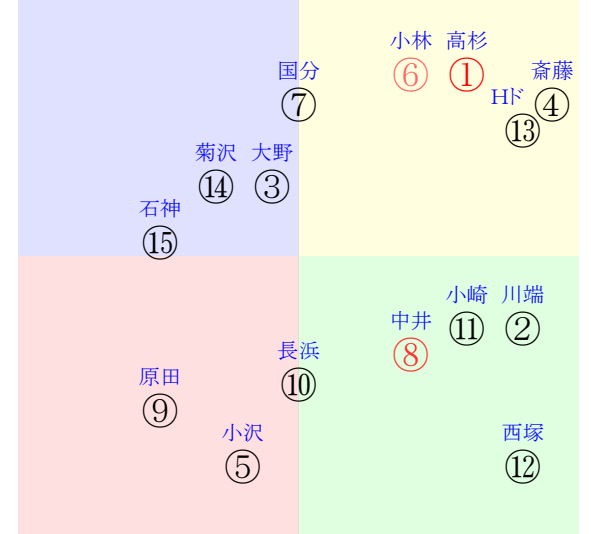 小林 高杉
国分 ⑥ ① 斎藤
⑦ Hド ④
⑬
菊沢 大野
⑭ ③
石神
⑮
小崎 川端
中井 ⑪ ②
長浜 ⑧
原田 ⑩
⑨
小沢 西塚
⑤ ⑫